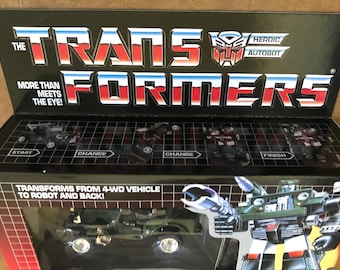 THE TRANS
HEROIC
AUTOBOT
MORE THAN
MEETS
THE EYE!
FORMERS
®
START
CHANGE
CHANGE
FINISH
TRANSFORMS FROM 4-WD VEHICLE
TO ROBOT AND BACK!